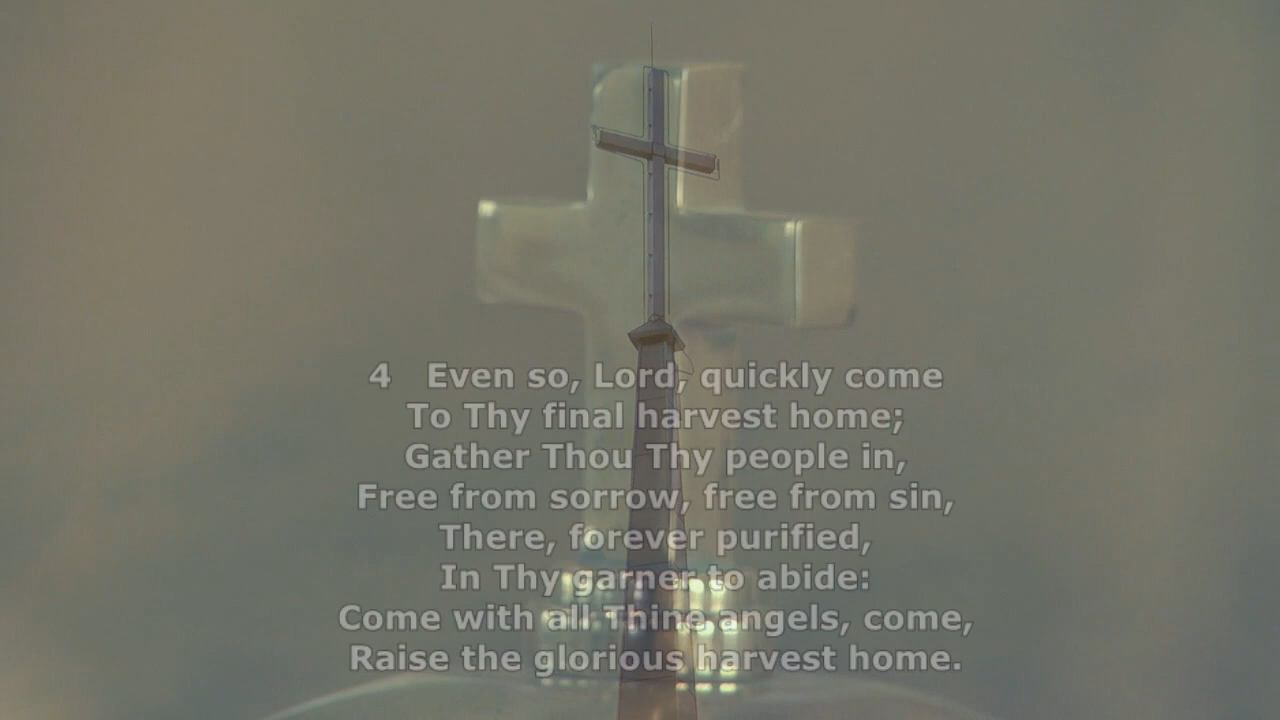 4 Even so, Lord, quickly come
To Thy final harvest home;
Gather Thou Thy people in,
Free from sorrow, free from sin,
There, forever purified,
In Thy garner to abide:
Come with all Thine angels, come,
Raise the glorious harvest home.